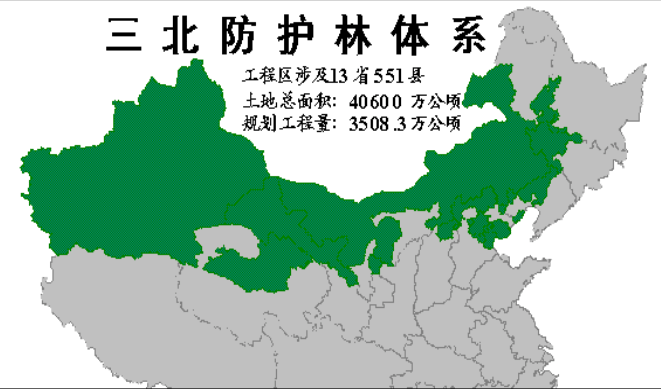 三北防护林体系
工程区涉及13省551县
土地总面积：40600 万公顷
规划工程量：3508.3万公顷